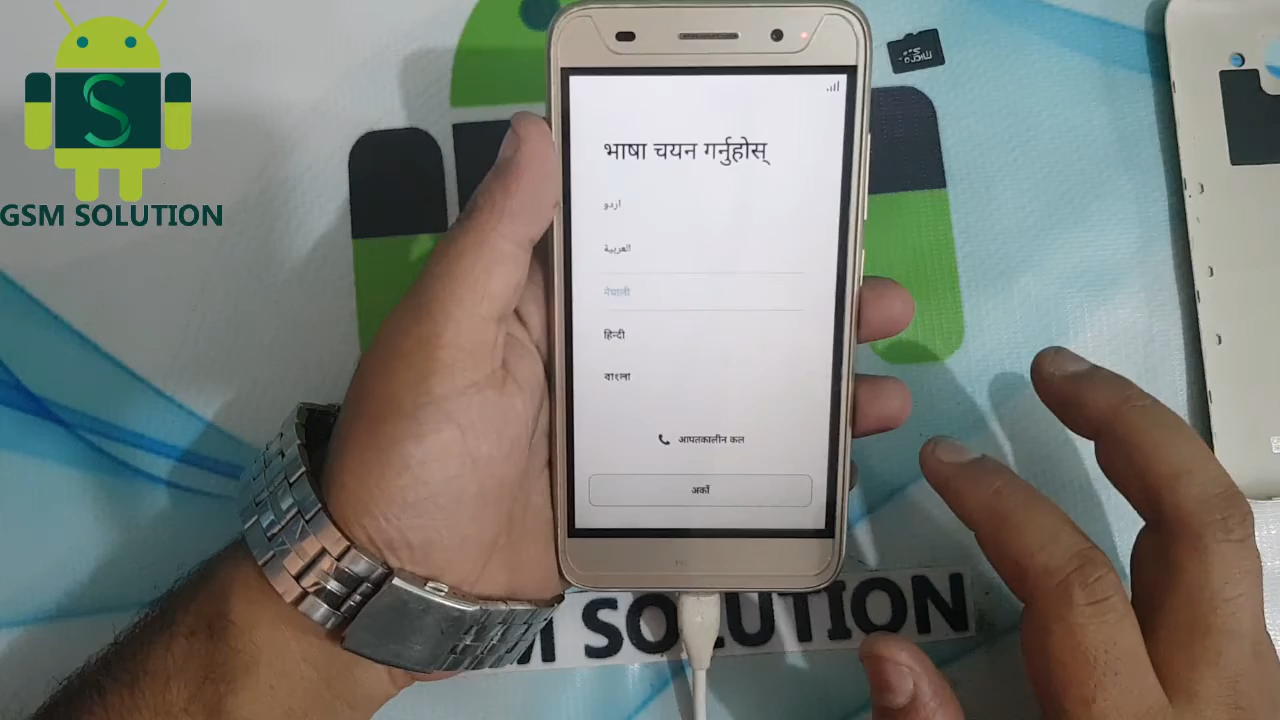 GSM SOLUTION
भाषा चयन गर्नुहोस्
اردو
العربية
नेपाली
हिन्दी
বাংলা
आपतकालीन कल
अर्को
M SOLUTION